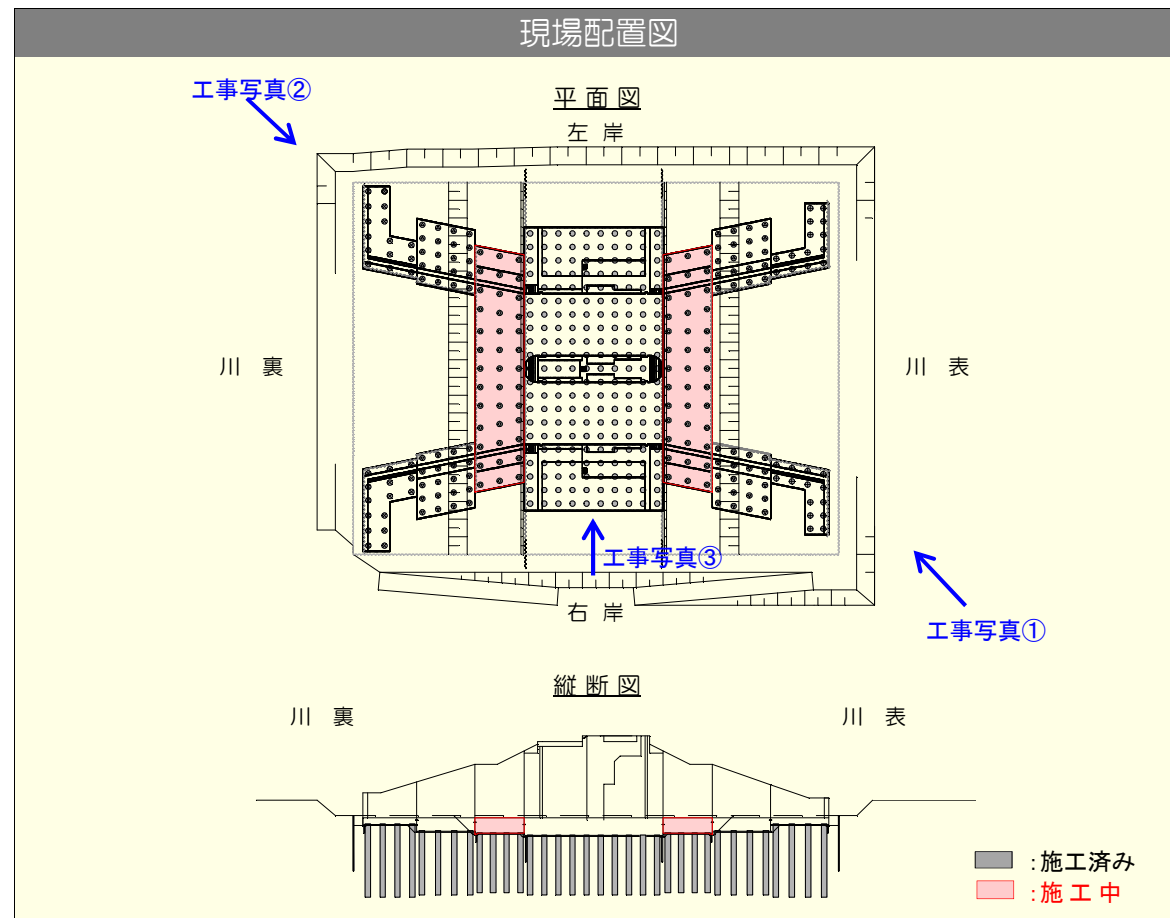 現場配置図
工事写真②
平面図
左 岸
川 裏
川 表
工事写真③
右 岸
工事写真①
縦断図
川 裏
川 表
:施工済み
:施 工 中